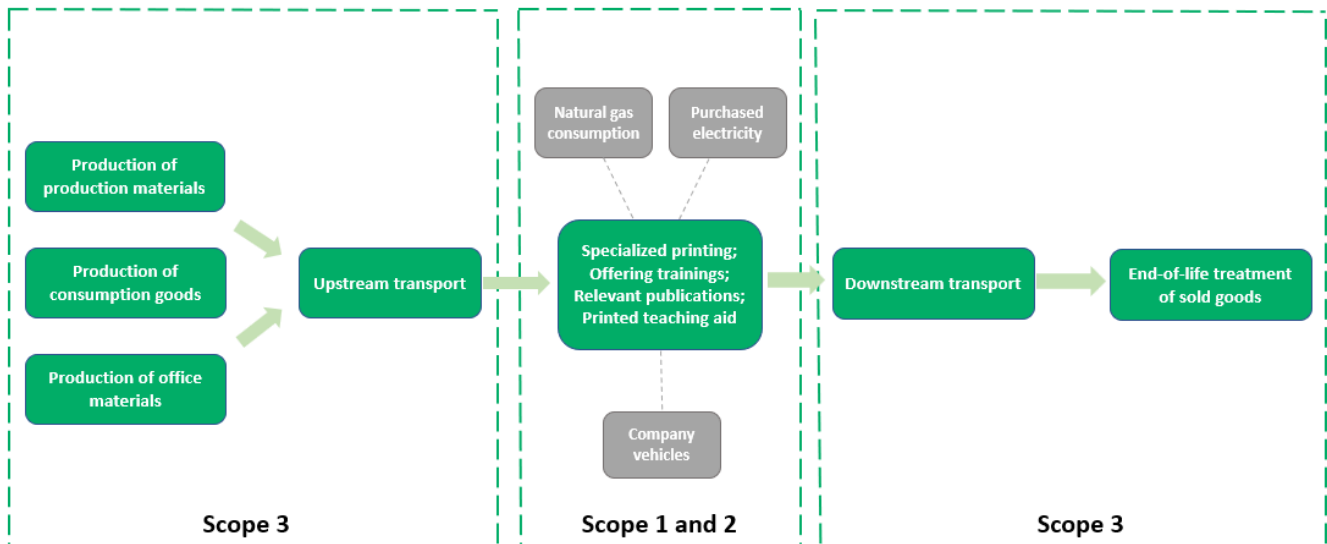 Production of
production materials
Production of
consumption goods
Production of office
materials
Upstream transport
Scope 3
Natural gas
consumption
Purchased
electricity
Specialized printing;
Offering trainings;
Relevant publications;
Printed teaching aid
Company
vehicles
Scope 1 and 2
Downstream transport
End-of-life treatment
of sold goods
Scope 3